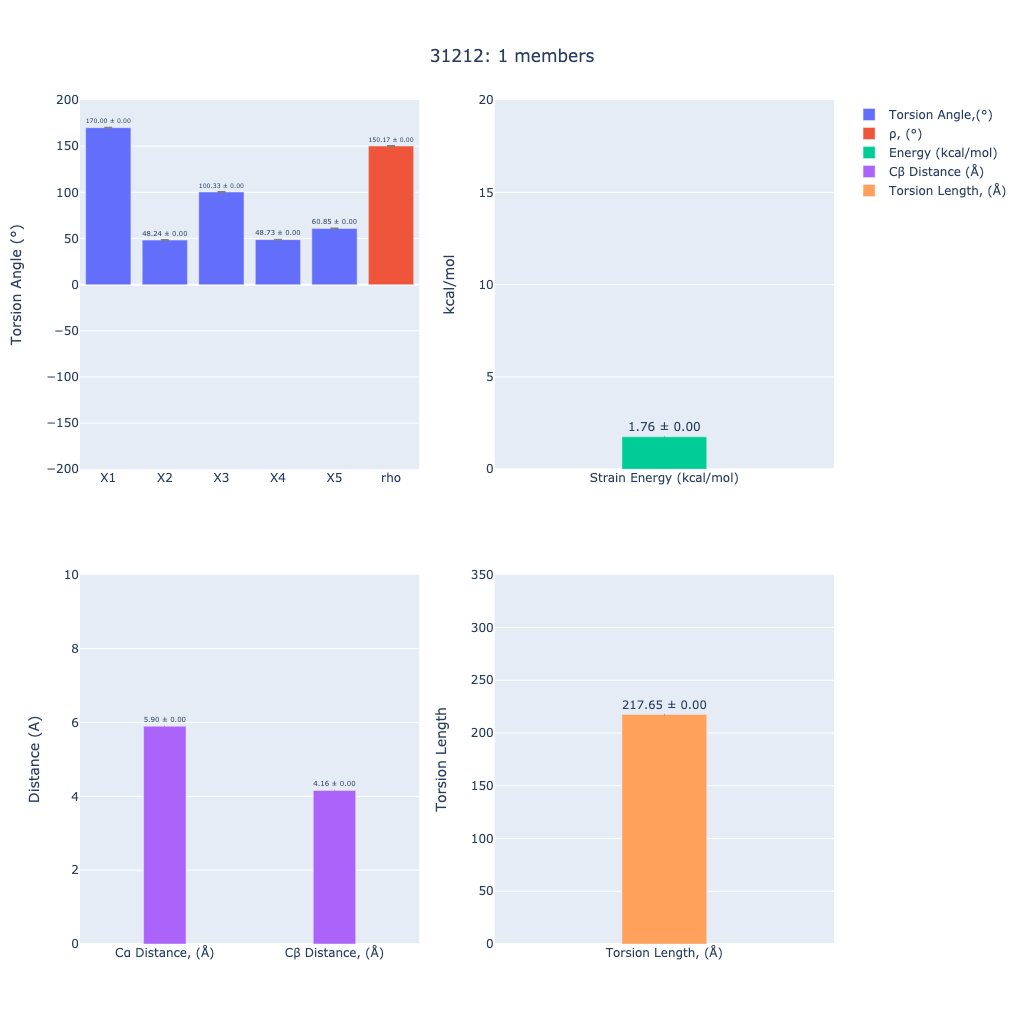 31212: 1 members
200
150
100
50
0
−50
−100
−150
−200
Torsion Angle (°)
170.00 ± 0.00
48.24 ± 0.00
100.33 ± 0.00
48.73 ± 0.00
60.85 ± 0.00
150.17 ± 0.00
X1
X2
X3
X4
X5
rho
20
15
10
5
0
kcal/mol
1.76 ± 0.00
Strain Energy (kcal/mol)
Torsion Angle,(°)
ρ, (°)
Energy (kcal/mol)
Cβ Distance (Å)
Torsion Length, (Å)
10
8
6
4
2
0
Distance (A)
5.90 ± 0.00
4.16 ± 0.00
Cα Distance, (Å)
Cβ Distance, (Å)
350
300
250
200
150
100
50
0
Torsion Length
217.65 ± 0.00
Torsion Length, (Å)